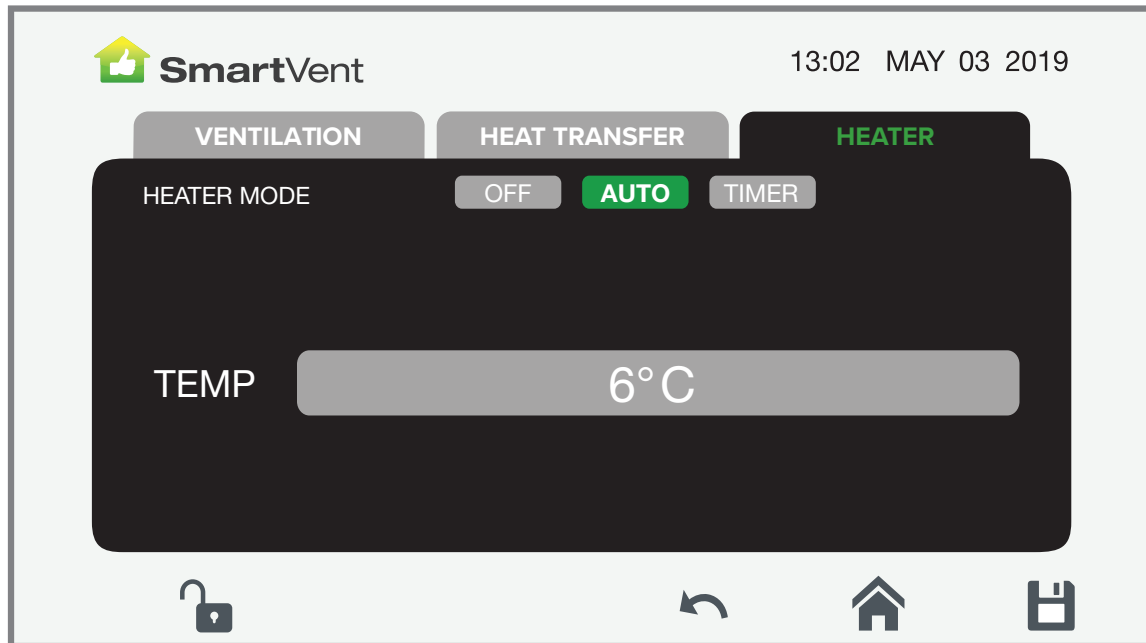 SmartVent
13:02 MAY 03 2019
VENTILATION HEAT TRANSFER HEATER
HEATER MODE OFF AUTO TIMER
TEMP 6°C